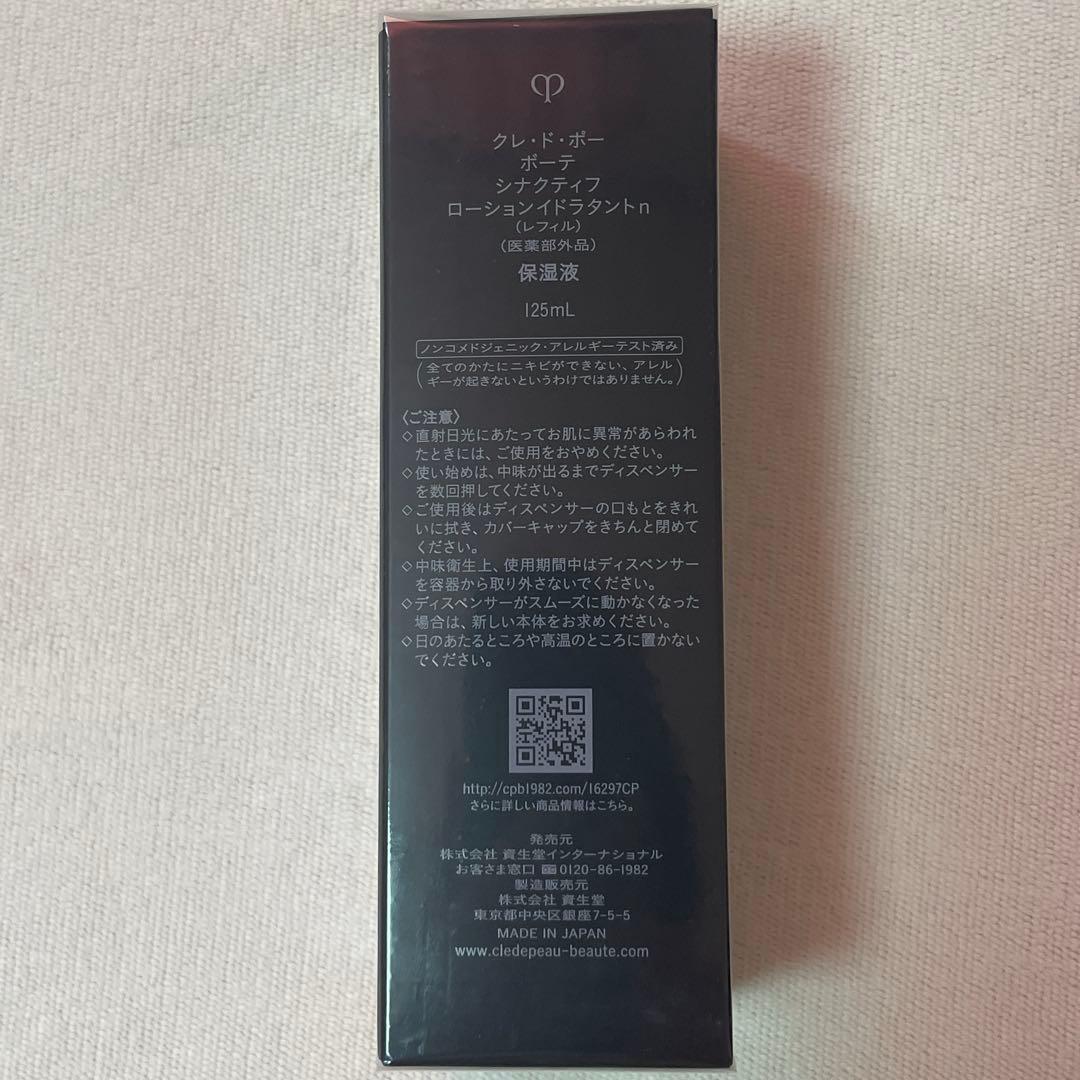 クレ・ド・ポー
ボーテ
シナクティフ
ローションイドラタントn
(レフィル)
(医薬部外品)
保湿液
125mL
ノンコメドジェニック・アレルギーテスト済み
(全てのかたにニキビができない、アレル
ギーが起きないというわけではありません。)
〈ご注意〉
◇直射日光にあたってお肌に異常があらわれ
たときには、ご使用をおやめください。
◇使い始めは、中味が出るまでディスペンサー
を数回押してください。
◇ご使用後はディスペンサーの口もとをきれ
いに拭き、カバーキャップをきちんと閉めて
ください。
◇中味衛生上、使用期間中はディスペンサー
を容器から取り外さないでください。
◇ディスペンサーがスムーズに動かなくなった
場合は、新しい本体をお求めください。
◇日のあたるところや高温のところに置かない
でください。
http://cpb1982.com/16297CP
さらに詳しい商品情報はこちら。
発売元
株式会社 資生堂インターナショナル
お客さま窓口 0120-86-1982
製造販売元
株式会社 資生堂
東京都中央区銀座7-5-5
MADE IN JAPAN
www.cledepeau-beaute.com